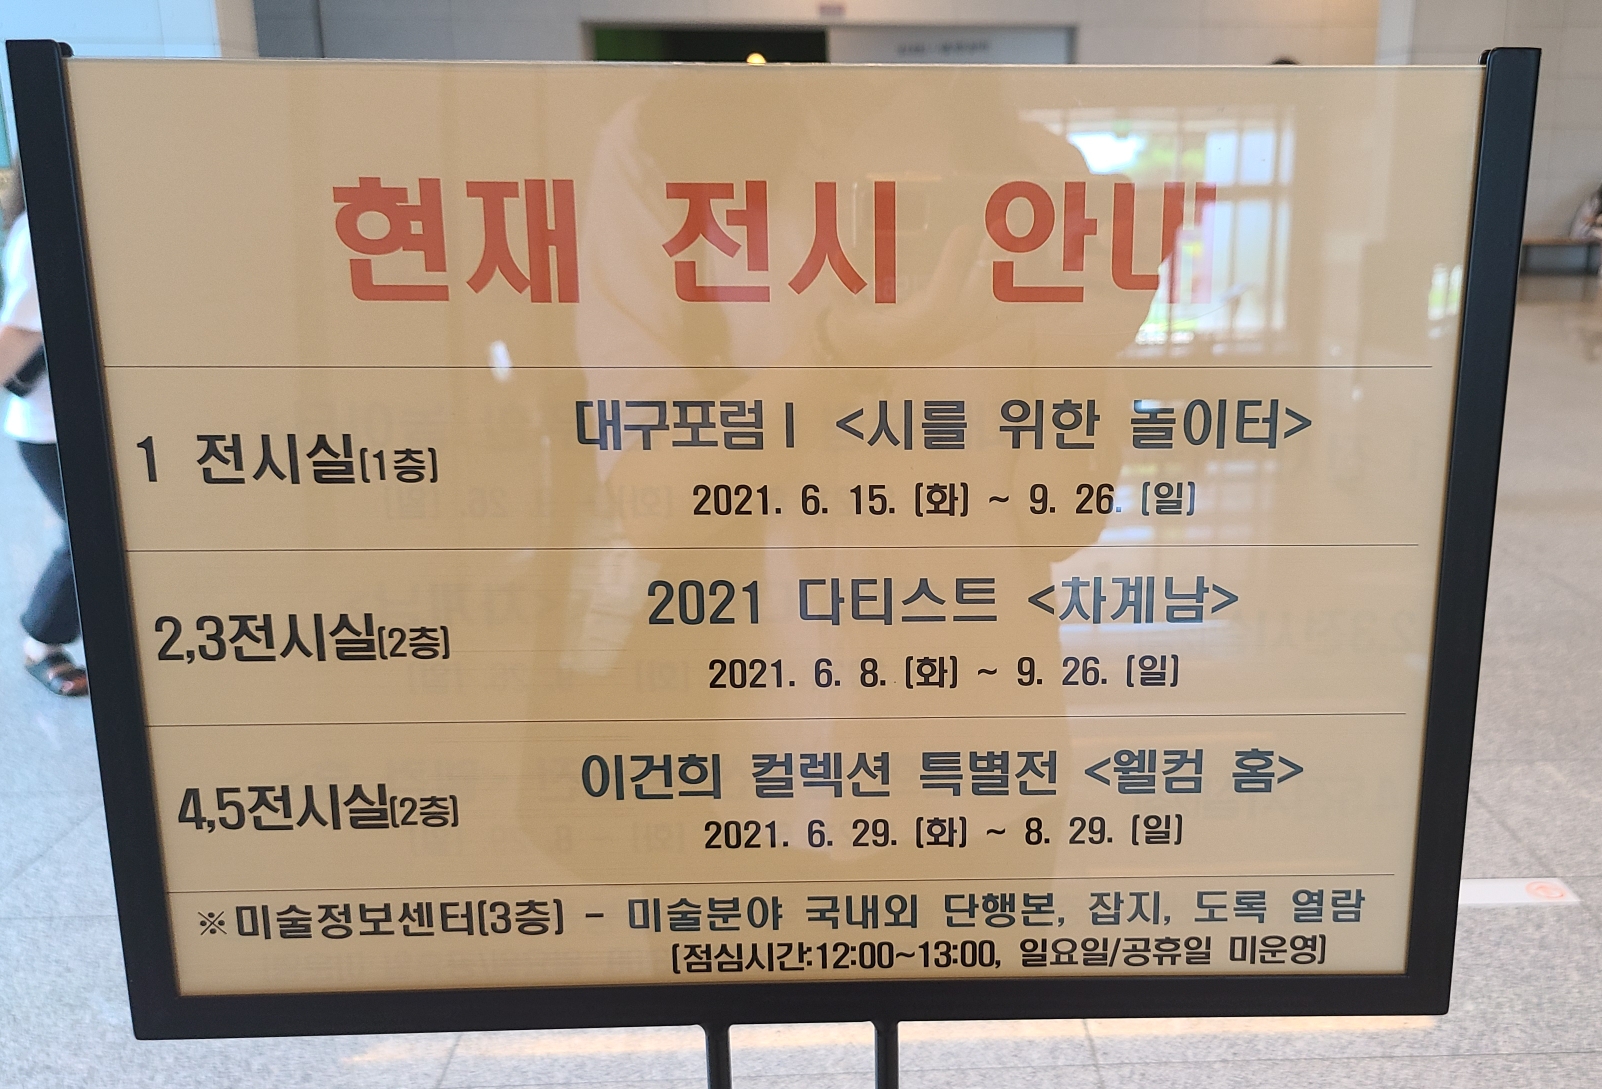 현재 전시 안내
1 전시실(1층)
대구포럼Ⅰ <시를 위한 놀이터>
2021. 6. 15. (화) ~ 9. 26. (일)
2,3전시실(2층)
2021 다티스트 <차계남>
2021. 6. 8. (화) ~ 9. 26. (일)
4,5전시실(2층)
이건희 컬렉션 특별전 <웰컴 홈>
2021. 6. 29. (화) ~ 8. 29. (일)
※미술정보센터(3층) - 미술분야 국내외 단행본, 잡지, 도록 열람
(점심시간:12:00~13:00, 일요일/공휴일 미운영)